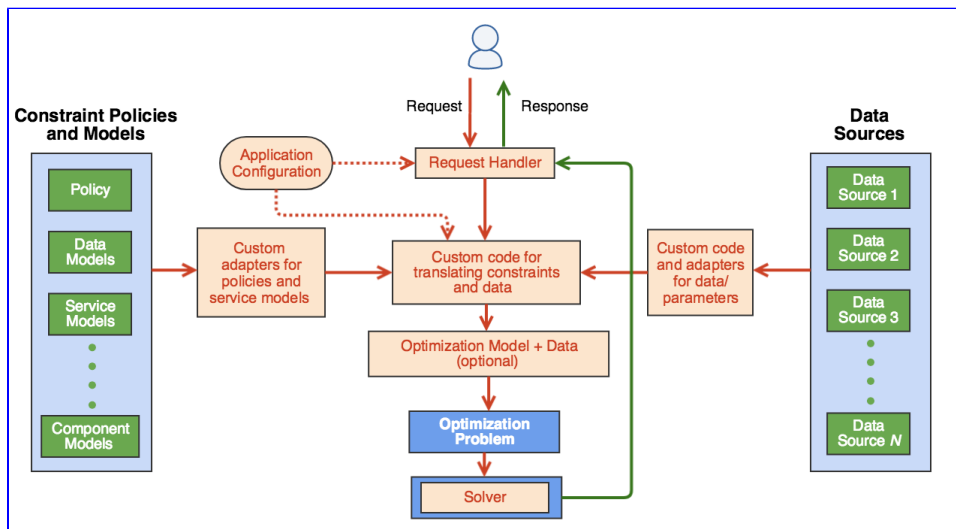 Request
Response
Constraint Policies
and Models
Policy
Data
Models
Service
Models
Component
Models
Application
Configuration
Request Handler
Custom
adapters for
policies and
service models
Custom code for
translating constraints
and data
Custom code
and adapters
for data/
parameters
Optimization Model + Data
(optional)
Optimization
Problem
Solver
Data
Sources
Data
Source 1
Data
Source 2
Data
Source 3
Data
Source N